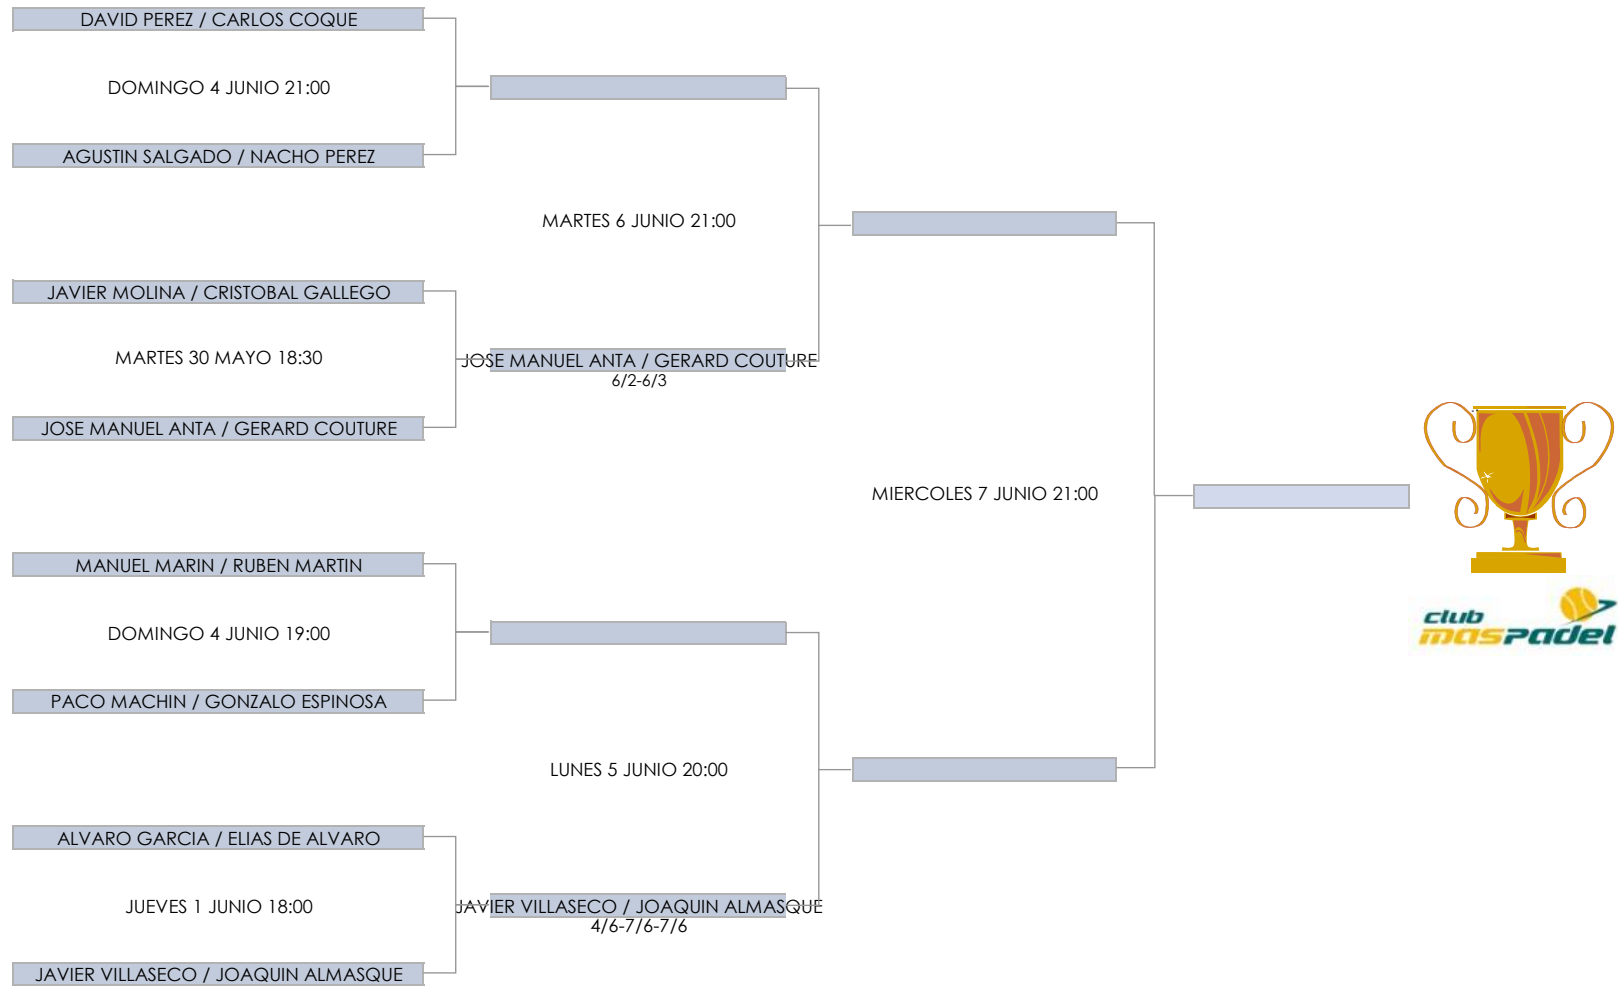 DAVID PEREZ / CARLOS COQUE
DOMINGO 4 JUNIO 21:00
AGUSTIN SALGADO / NACHO PEREZ
MARTES 6 JUNIO 21:00
JAVIER MOLINA / CRISTOBAL GALLEGO
MARTES 30 MAYO 18:30
JOSE MANUEL ANTA / GERARD COUTURE
6/2-6/3
JOSE MANUEL ANTA / GERARD COUTURE
MIERCOLES 7 JUNIO 21:00
MANUEL MARIN / RUBEN MARTIN
DOMINGO 4 JUNIO 19:00
PACO MACHIN / GONZALO ESPINOSA
LUNES 5 JUNIO 20:00
ALVARO GARCIA / ELIAS DE ALVARO
JUEVES 1 JUNIO 18:00
JAVIER VILLASECO / JOAQUIN ALMASQUE
4/6-7/6-7/6
JAVIER VILLASECO / JOAQUIN ALMASQUE
club
maspadel